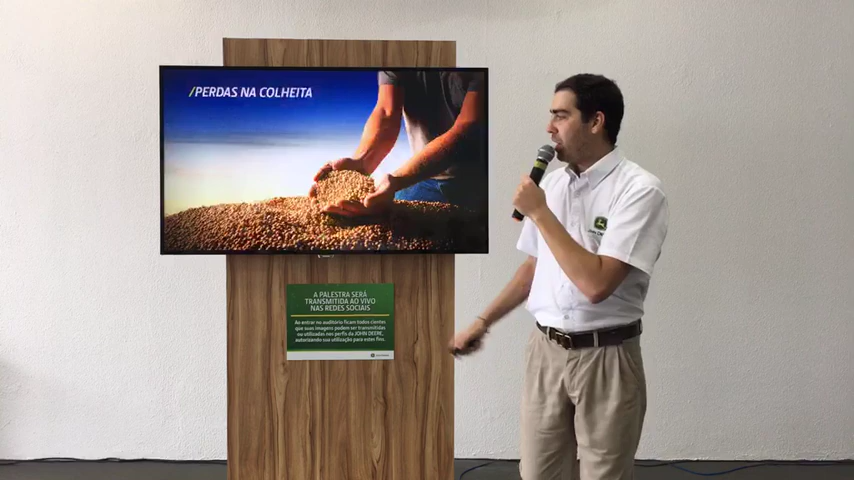 /PERDAS NA COLHEITA
A PALESTRA SERÁ
TRANSMITIDA AO VIVO
NAS REDES SOCIAIS
Ao entrar no auditório ficam todos cientes
que suas imagens podem ser transmitidas
ou utilizadas nos perfis da JOHN DEERE,
autorizando sua utilização para estes fins.